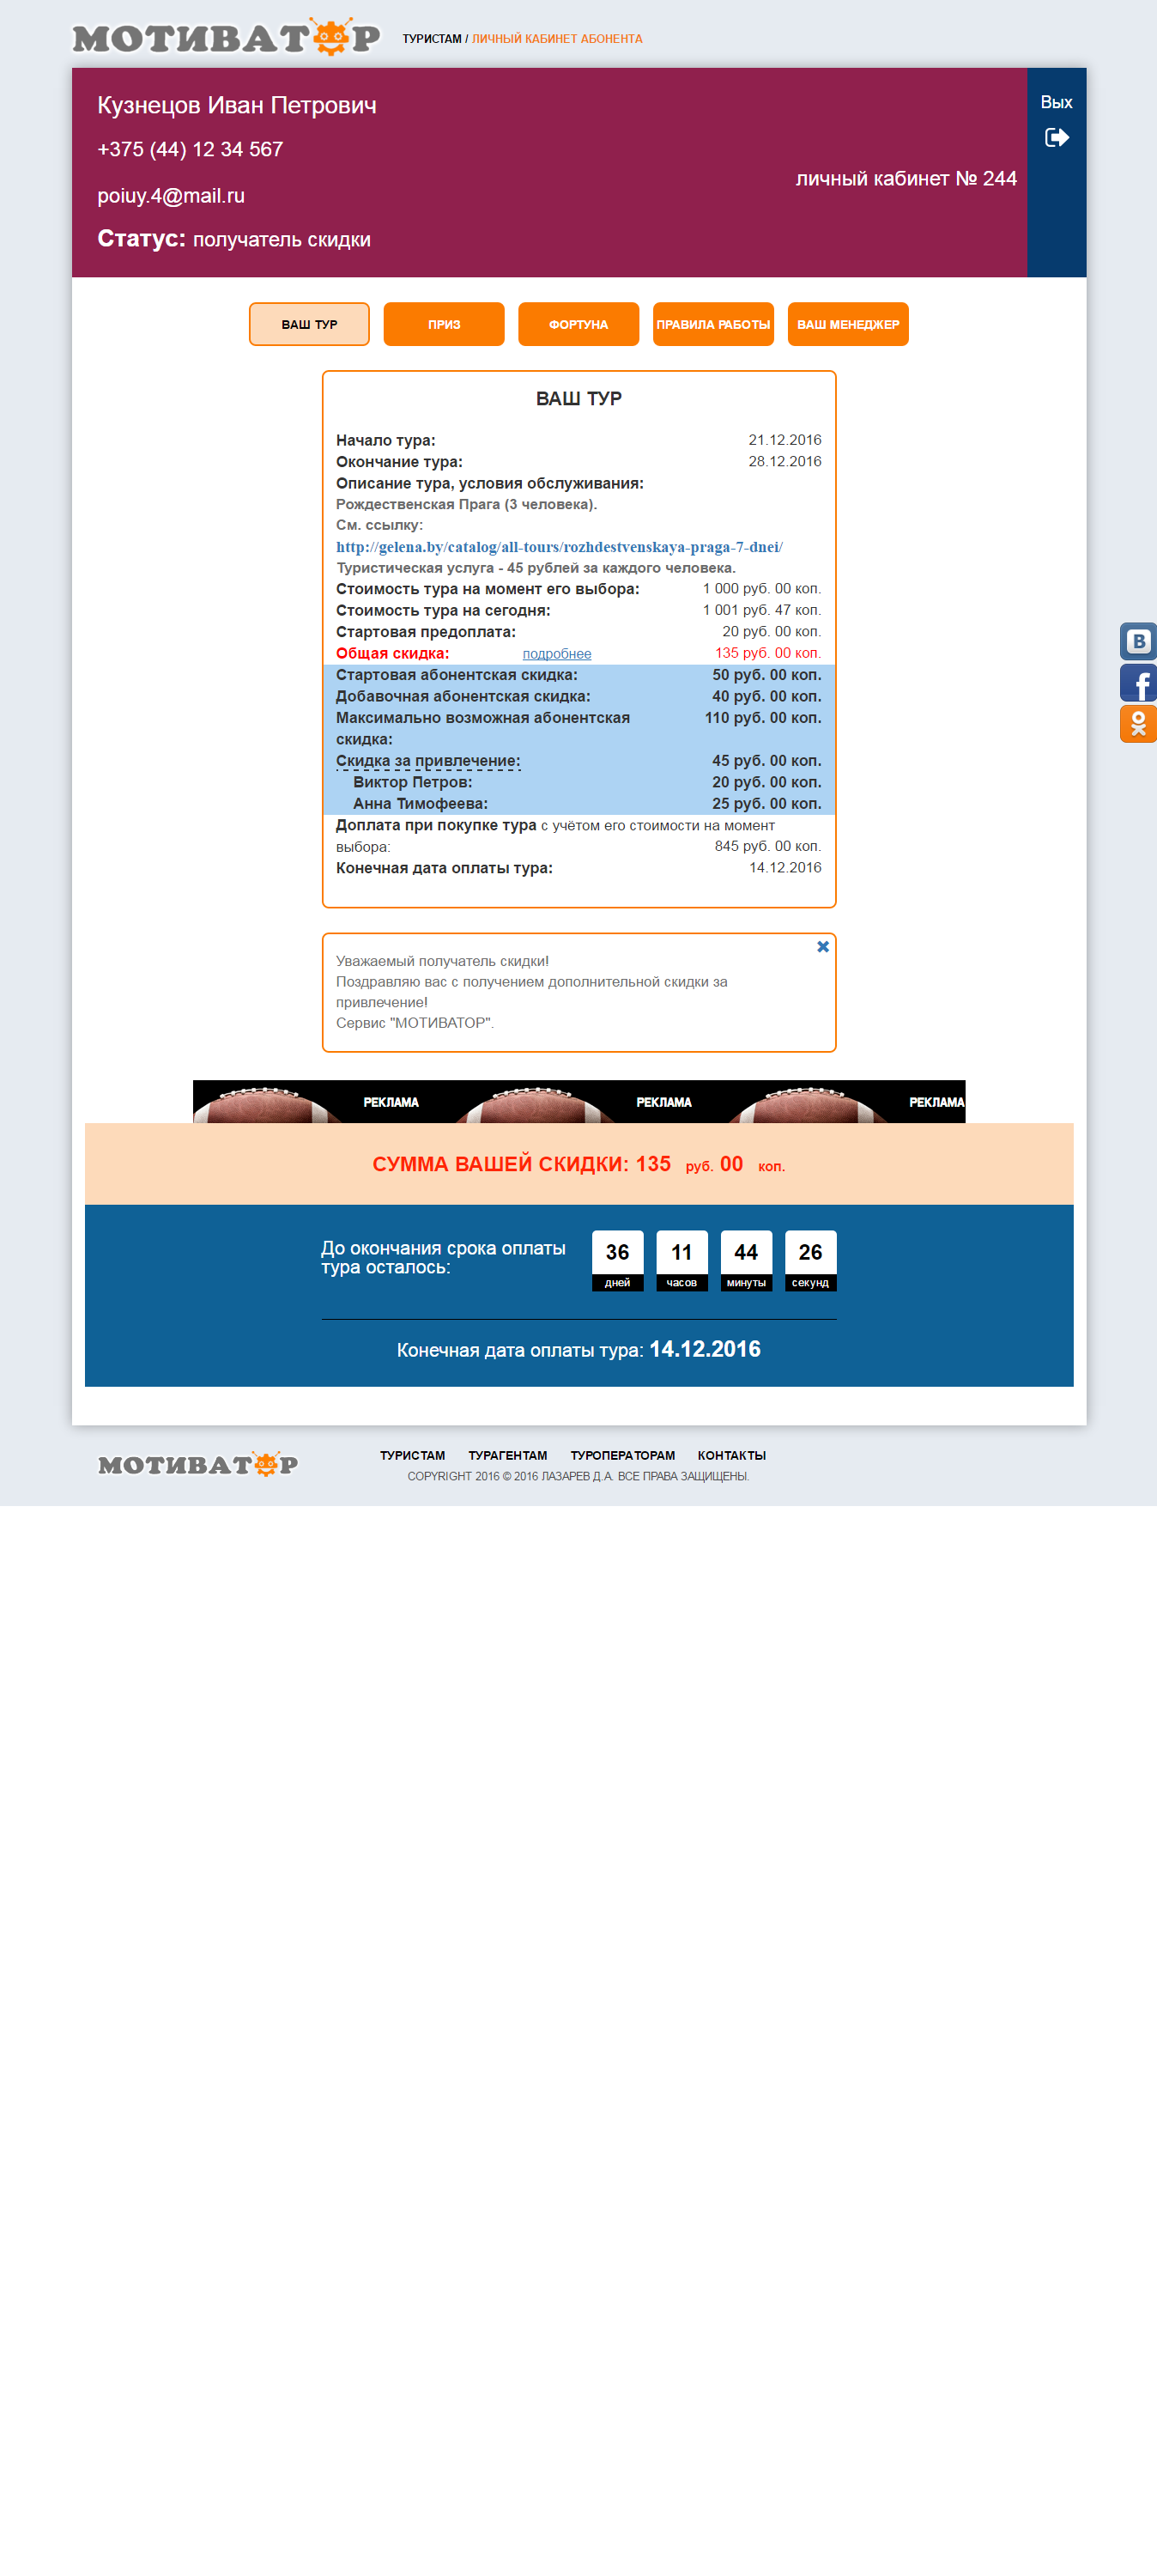 МОТИВАТОР
ТУРИСТАМ / ЛИЧНЫЙ КАБИНЕТ АБОНЕНТА
Кузнецов Иван Петрович
+375 (44) 12 34 567
poiuy.4@mail.ru
Статус: получатель скидки
личный кабинет № 244
Вых
ВАШ ТУР
ПРИЗ
ФОРТУНА
ПРАВИЛА РАБОТЫ
ВАШ МЕНЕДЖЕР
ВАШ ТУР
Начало тура: 21.12.2016
Окончание тура: 28.12.2016
Описание тура, условия обслуживания:
Рождественская Прага (3 человека).
См. ссылку:
http://gelena.by/catalog/all-tours/rozhdestvenskaya-praga-7-dnei/
Туристическая услуга - 45 рублей за каждого человека.
Стоимость тура на момент его выбора: 1 000 руб. 00 коп.
Стоимость тура на сегодня: 1 001 руб. 47 коп.
Стартовая предоплата: 20 руб. 00 коп.
Общая скидка: подробнее 135 руб. 00 коп.
Стартовая абонентская скидка: 50 руб. 00 коп.
Добавочная абонентская скидка: 40 руб. 00 коп.
Максимально возможная абонентская 110 руб. 00 коп.
скидка:
Скидка за привлечение: 45 руб. 00 коп.
Виктор Петров: 20 руб. 00 коп.
Анна Тимофеева: 25 руб. 00 коп.
Доплата при покупке тура с учётом его стоимости на момент
выбора: 845 руб. 00 коп.
Конечная дата оплаты тура: 14.12.2016
Уважаемый получатель скидки!
Поздравляю вас с получением дополнительной скидки за
привлечение!
Сервис "МОТИВАТОР".
РЕКЛАМА РЕКЛАМА РЕКЛАМА
СУММА ВАШЕЙ СКИДКИ: 135 руб. 00 коп.
До окончания срока оплаты
тура осталось:
36 11 44 26
дней часов минуты секунд
Конечная дата оплаты тура: 14.12.2016
МОТИВАТОР
ТУРИСТАМ ТУРАГЕНТАМ ТУРОПЕРАТОРАМ КОНТАКТЫ
COPYRIGHT 2016 © 2016 ЛАЗАРЕВ Д.А. ВСЕ ПРАВА ЗАЩИЩЕНЫ.